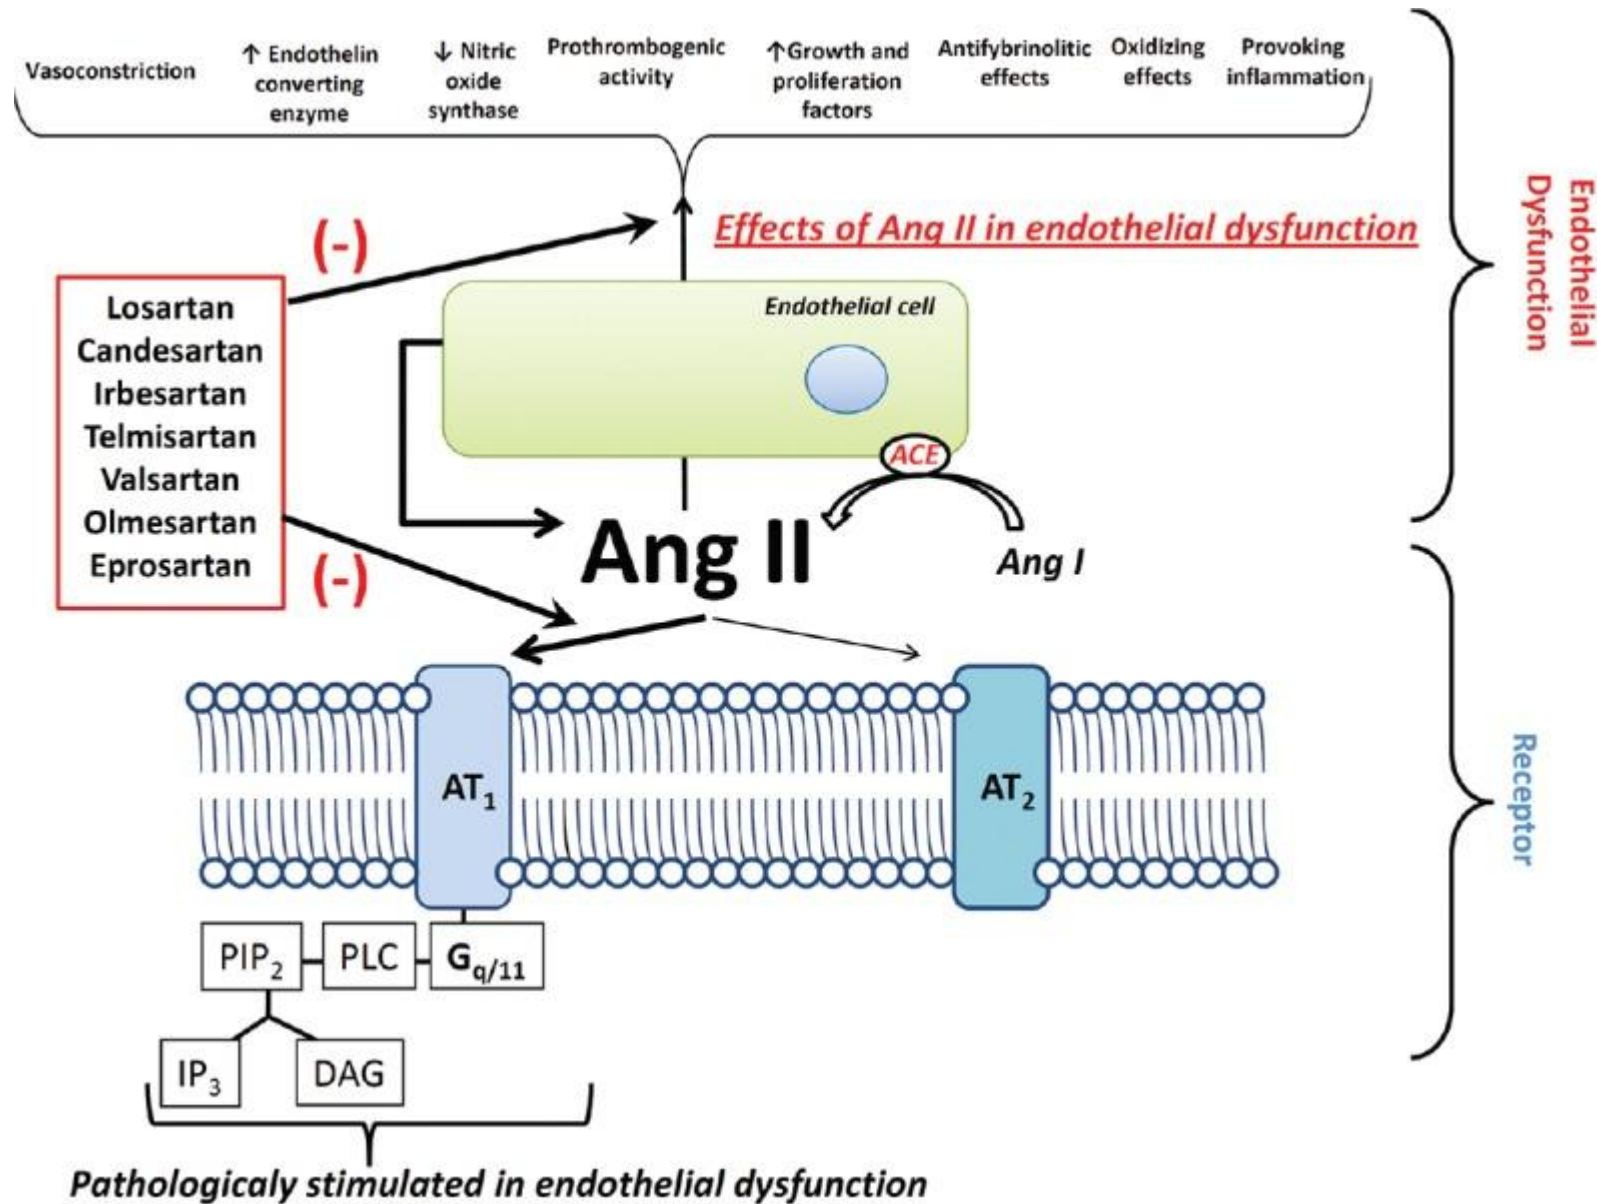 Vasoconstriction
↑ Endothelin
converting
enzyme
↓ Nitric
oxide
synthase
Prothrombogenic
activity
↑Growth and
proliferation
factors
Antifybrinolitic
effects
Oxidizing
effects
Provoking
inflammation
Endothelial
Dysfunction
(-)
Effects of Ang II in endothelial dysfunction
Losartan
Candesartan
Irbesartan
Telmisartan
Valsartan
Olmesartan
Eprosartan
Endothelial cell
ACE
(-)
Ang II
Ang I
Receptor
AT₁
AT₂
PIP₂
PLC
Gq/11
IP₃
DAG
Pathologicaly stimulated in endothelial dysfunction